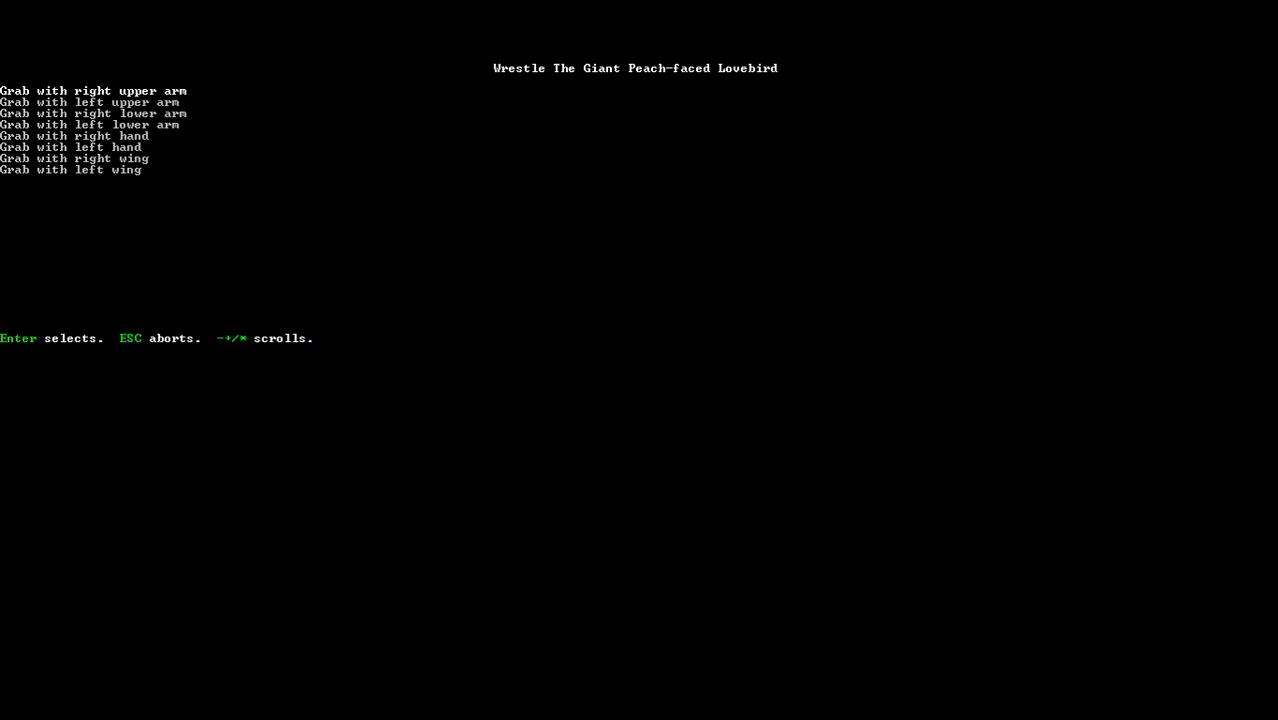 Wrestle The Giant Peach-faced Lovebird
Grab with right upper arm
Grab with left upper arm
Grab with right lower arm
Grab with left lower arm
Grab with right hand
Grab with left hand
Grab with right wing
Grab with left wing
Enter selects.  ESC aborts.  -+/* scrolls.